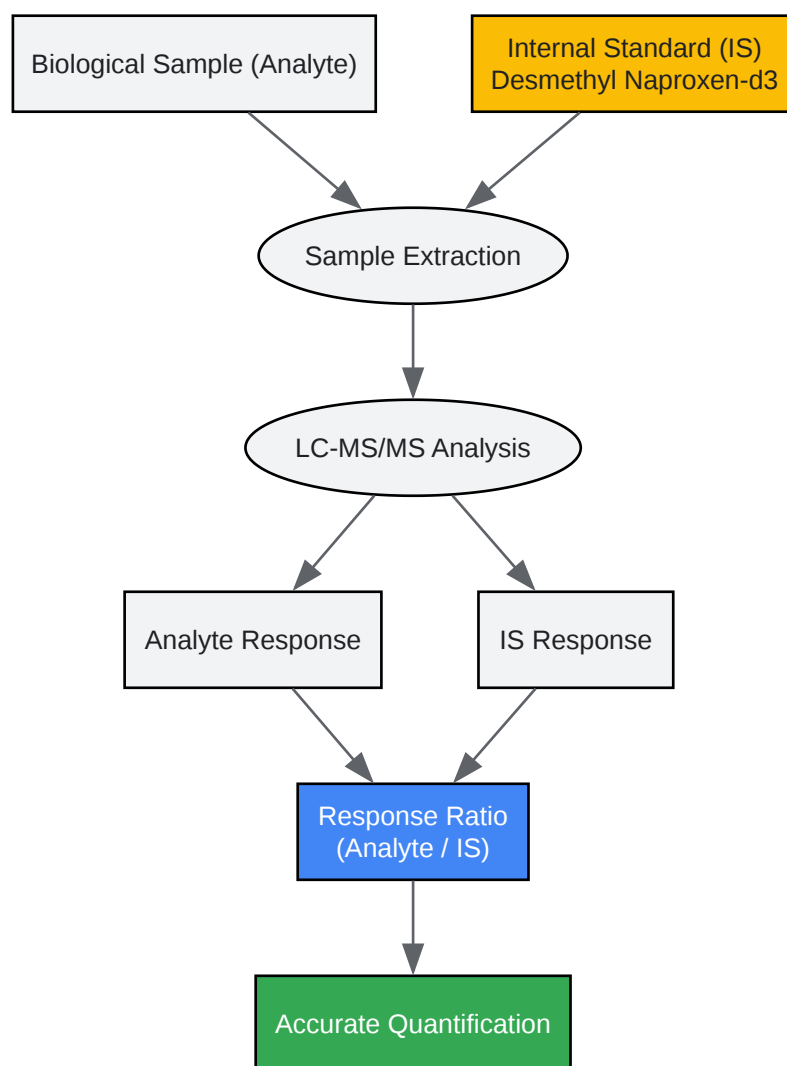 Biological Sample (Analyte)
Internal Standard (IS)
Desmethyl Naproxen-d3
Sample Extraction
LC-MS/MS Analysis
Analyte Response
IS Response
Response Ratio
(Analyte / IS)
Accurate Quantification